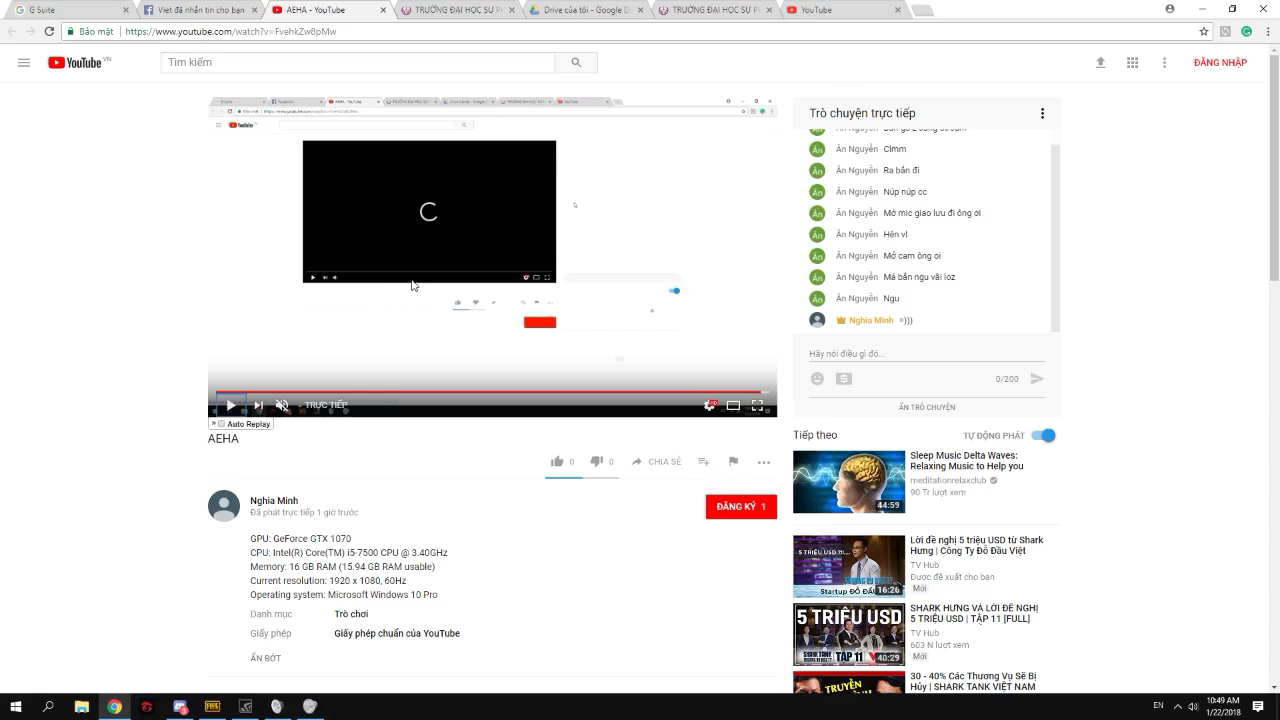 G Suite
Viet đã nhắn tin cho bạn
AEHA - YouTube
TRƯỜNG ĐẠI HỌC SƯ P
Drive của tôi - Google D
TRƯỜNG ĐẠI HỌC SƯ P
YouTube
Bảo mật
https://www.youtube.com/watch?v=FvehkZw8pMw
YouTube VN
Tìm kiếm
ĐĂNG NHẬP
TRỰC TIẾP
Auto Replay
AEHA
0
0
CHIA SẺ
Nghia Minh
Đã phát trực tiếp 1 giờ trước
ĐĂNG KÝ 1
GPU: GeForce GTX 1070
CPU: Intel(R) Core(TM) i5-7500 CPU @ 3.40GHz
Memory: 16 GB RAM (15.94 GB RAM usable)
Current resolution: 1920 x 1080, 60Hz
Operating system: Microsoft Windows 10 Pro
Danh mục Trò chơi
Giấy phép Giấy phép chuẩn của YouTube
ẨN BỚT
Trò chuyện trực tiếp
Ân Nguyễn Clmm
Ân Nguyễn Ra bắn đi
Ân Nguyễn Núp núp cc
Ân Nguyễn Mở mic giao lưu đi ông ơi
Ân Nguyễn Hên vl
Ân Nguyễn Mở cam ông oi
Ân Nguyễn Má bắn ngu vãi loz
Ân Nguyễn Ngu
Nghia Minh =)))
Hãy nói điều gì đó...
0/200
ẨN TRÒ CHUYỆN
Tiếp theo
TỰ ĐỘNG PHÁT
Sleep Music Delta Waves:
Relaxing Music to Help you
meditationrelaxclub
90 Tr lượt xem
44:59
Lời đề nghị 5 triệu USD từ Shark
Hưng | Công Ty Đỏ Đầu Việt
TV Hub
Được đề xuất cho bạn
Mới
16:26
SHARK HƯNG VÀ LỜI ĐỀ NGHỊ
5 TRIỆU USD | TẬP 11 [FULL]
TV Hub
603 N lượt xem
Mới
5 TRIỆU USD
TẬP 11
40:29
30 - 40% Các Thương Vụ Sẽ Bị
Hủy | SHARK TANK VIỆT NAM
TRUYỀN
EN
10:49 AM
1/22/2018